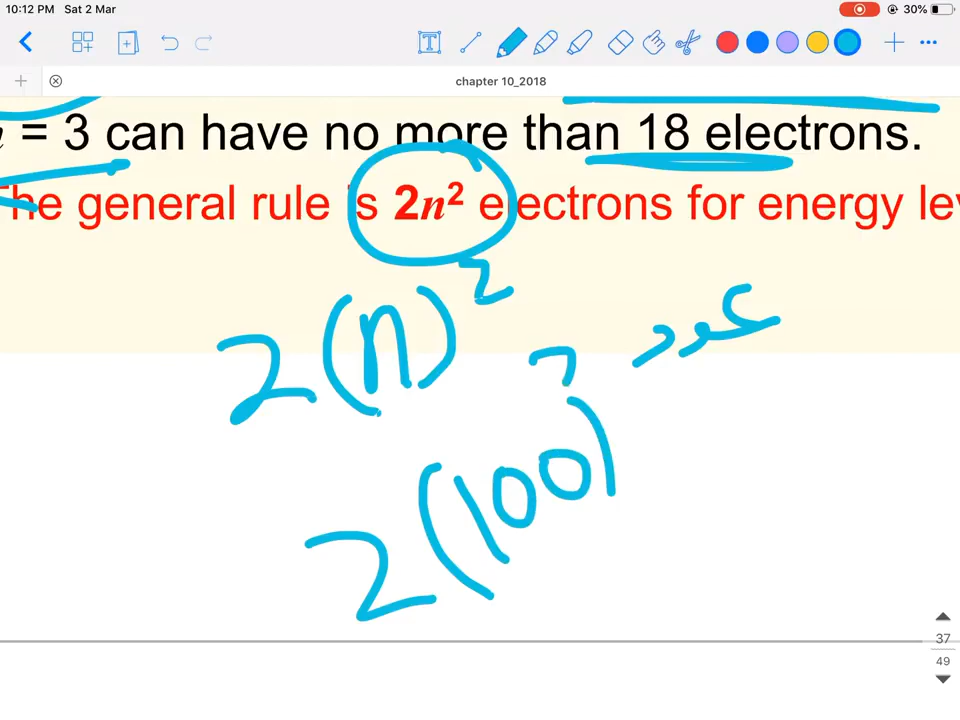 10:12 PM Sat 2 Mar 30%
chapter 10_2018
= 3 can have no more than 18 electrons.
The general rule is 2n² electrons for energy lev
2(n)²
عدد
2(100)²
37
49